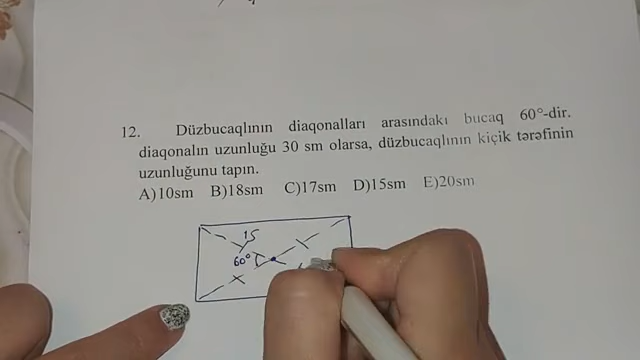 12. Düzbucaqlının diaqonalları arasındakı bucaq 60°-dir.
diaqonalın uzunluğu 30 sm olarsa, düzbucaqlının kiçik tərəfinin
uzunluğunu tapın.
A)10sm B)18sm C)17sm D)15sm E)20sm
15
60°